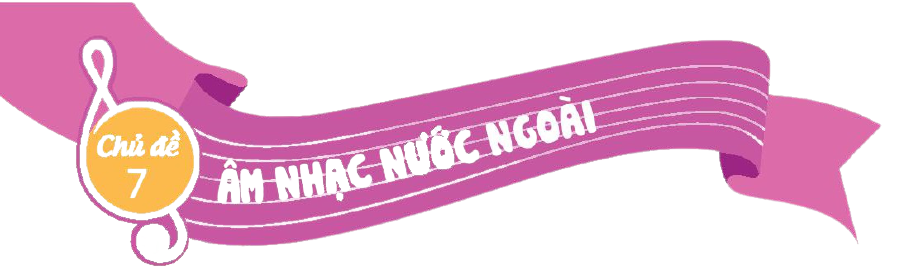 Chủ đề
7
ÂM NHẠC NƯỚC NGOÀI